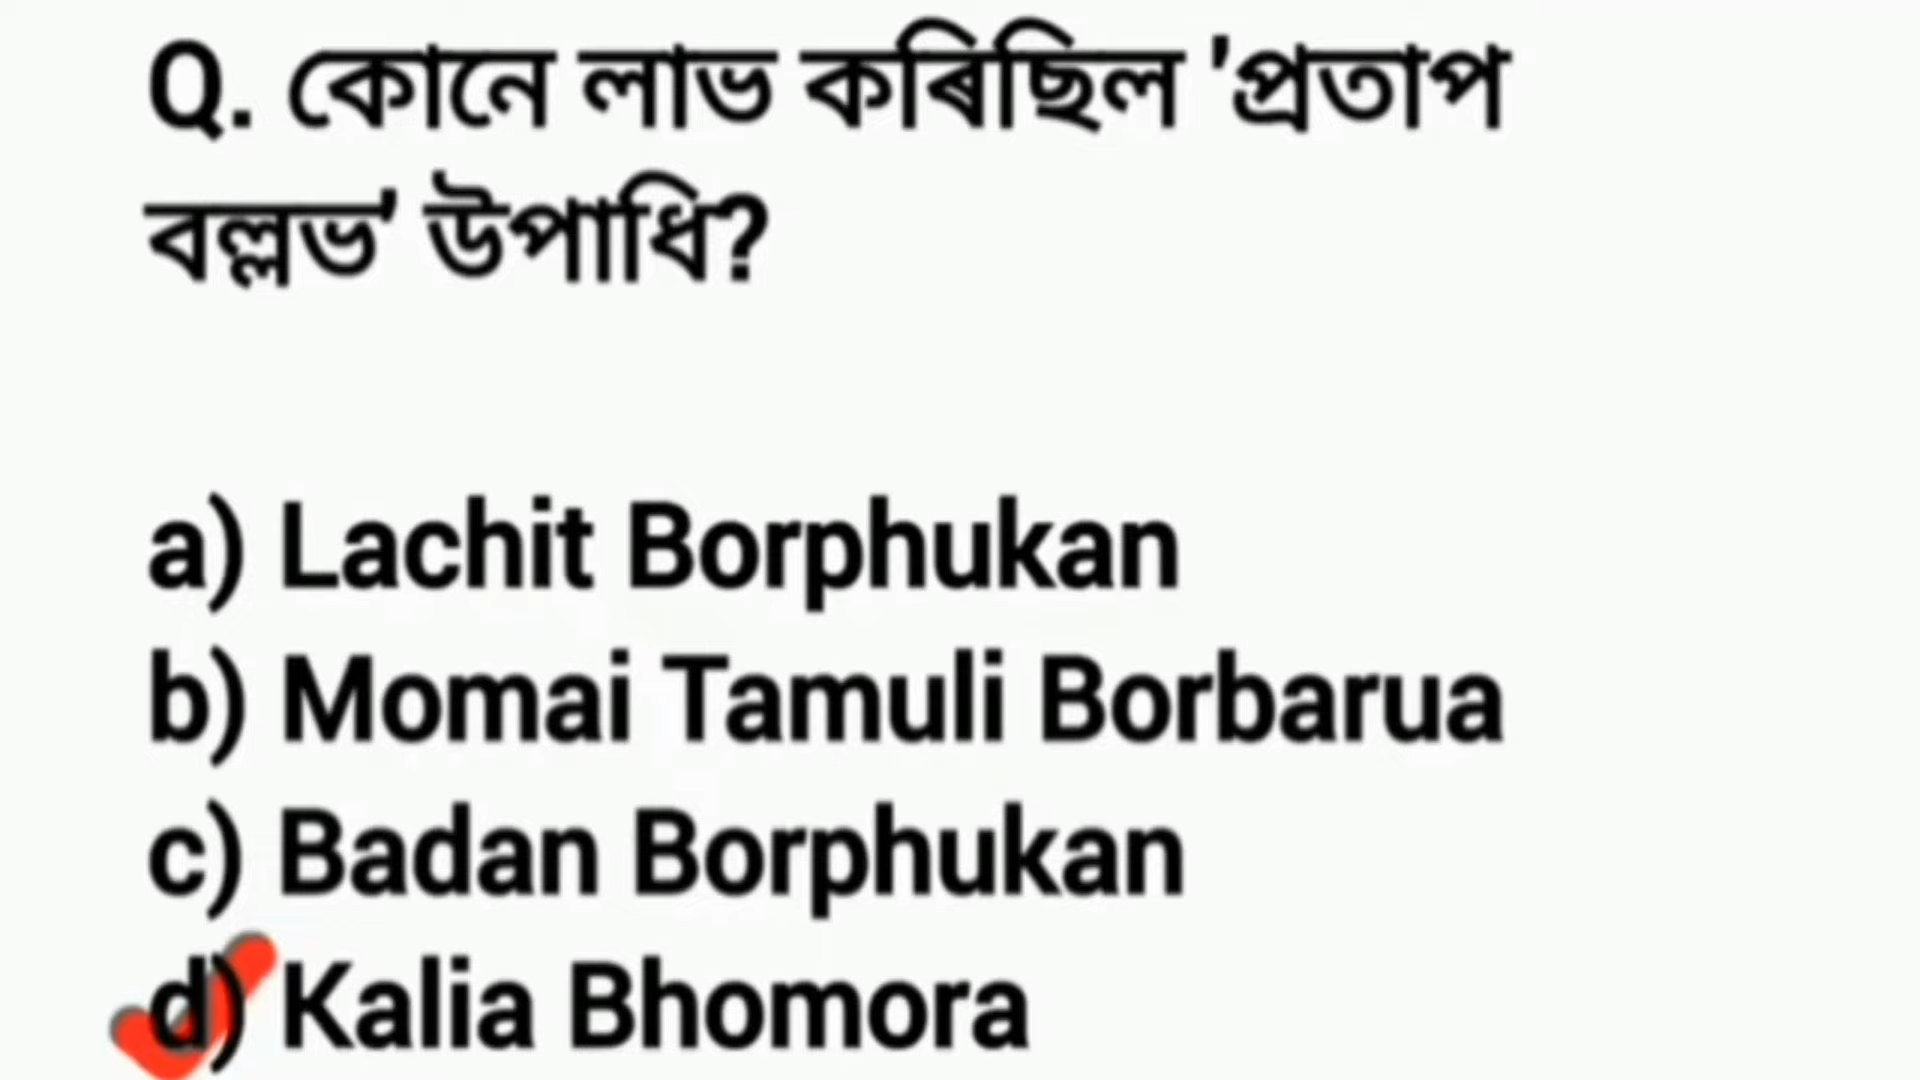 Q. কোনে লাভ কৰিছিল 'প্ৰতাপ
বল্লভ' উপাধি?
a) Lachit Borphukan
b) Momai Tamuli Borbarua
c) Badan Borphukan
d) Kalia Bhomora